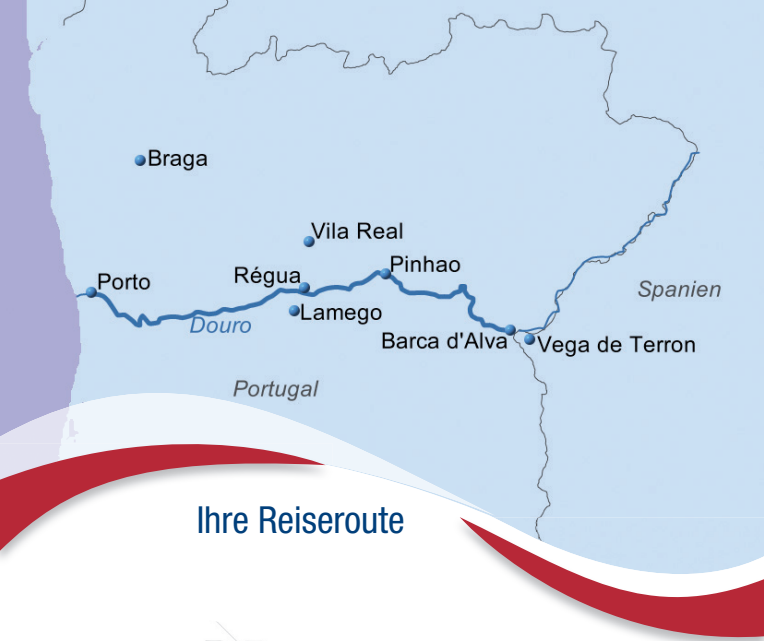 Braga
Vila Real
Pinhao
Régua
Porto
Spanien
Lamego
Douro
Barca d'Alva
Vega de Terron
Portugal
Ihre Reiseroute